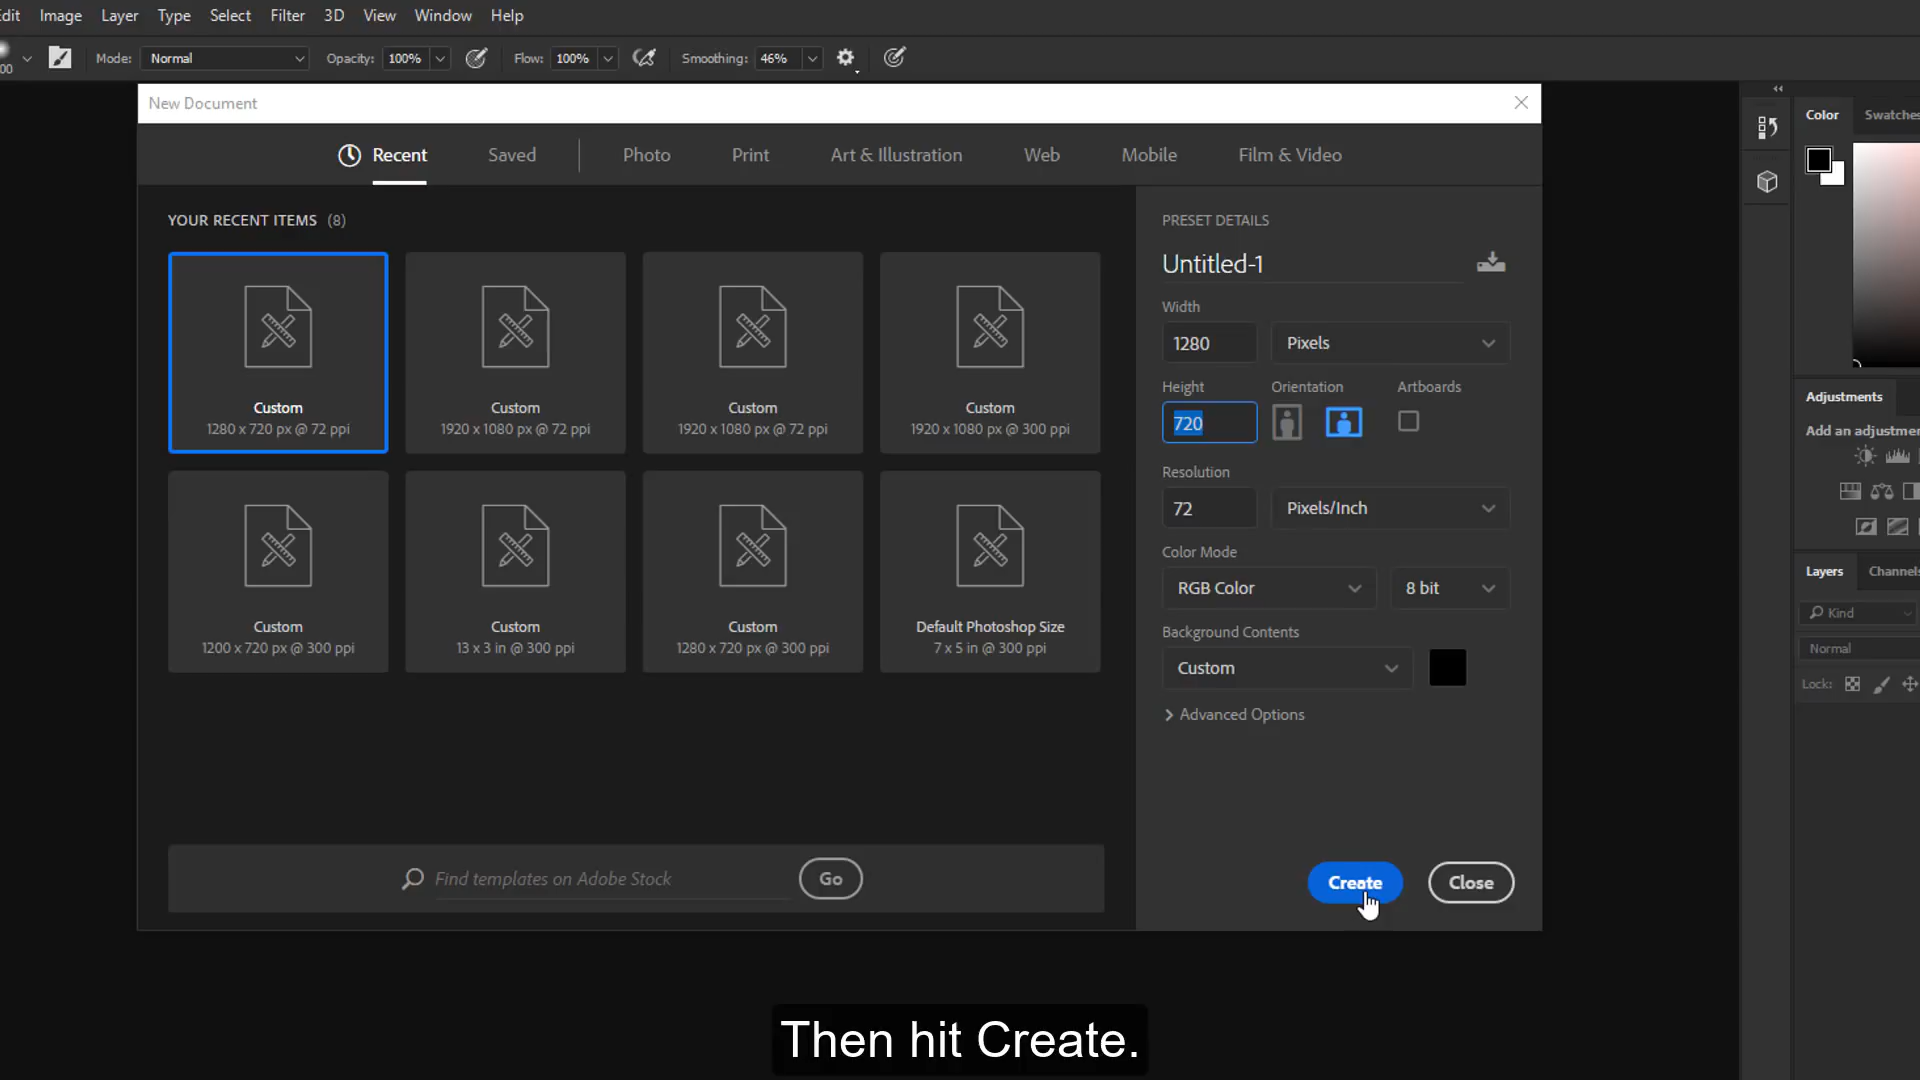 Edit Image Layer Type Select Filter 3D View Window Help
00 Mode: Normal Opacity: 100% Flow: 100% Smoothing: 46%
New Document
Recent Saved Photo Print Art & Illustration Web Mobile Film & Video
YOUR RECENT ITEMS (8)
Custom
1280 x 720 px @ 72 ppi
Custom
1920 x 1080 px @ 72 ppi
Custom
1920 x 1080 px @ 72 ppi
Custom
1920 x 1080 px @ 300 ppi
Custom
1200 x 720 px @ 300 ppi
Custom
13 x 3 in @ 300 ppi
Custom
1280 x 720 px @ 300 ppi
Default Photoshop Size
7 x 5 in @ 300 ppi
Find templates on Adobe Stock Go
PRESET DETAILS
Untitled-1
Width
1280 Pixels
Height Orientation Artboards
720
Resolution
72 Pixels/Inch
Color Mode
RGB Color 8 bit
Background Contents
Custom
Advanced Options
Create Close
Color Swatches
Adjustments
Add an adjustment
Layers Channels
Kind
Normal
Lock:
Then hit Create.